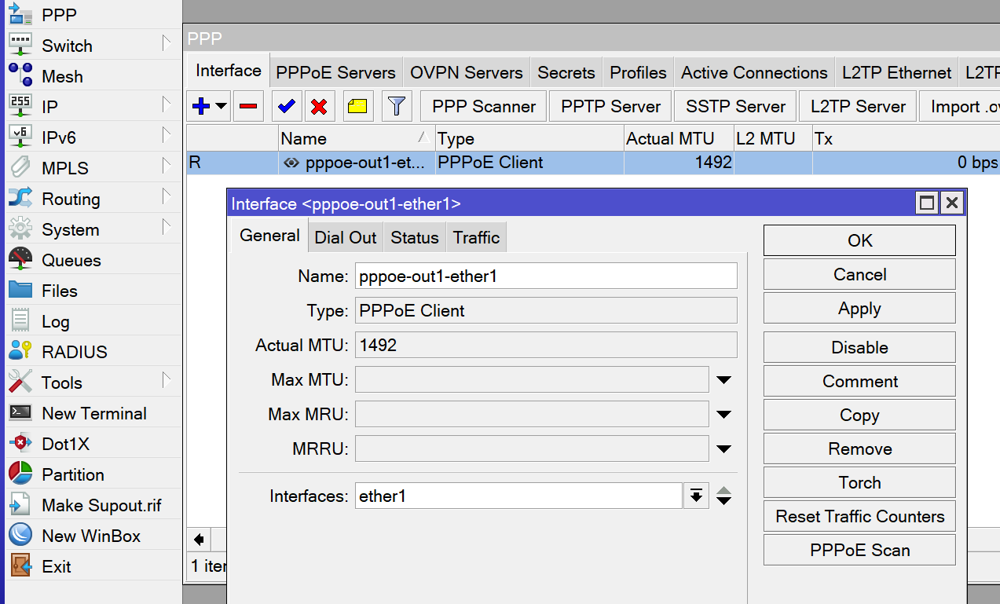 PPP
Switch
Mesh
IP
IPv6
MPLS
Routing
System
Queues
Files
Log
RADIUS
Tools
New Terminal
Dot1X
Partition
Make Supout.rif
New WinBox
Exit
PPP
Interface PPPoE Servers OVPN Servers Secrets Profiles Active Connections L2TP Ethernet L2TP
PPP Scanner PPTP Server SSTP Server L2TP Server Import .ov
Name Type Actual MTU L2 MTU Tx
R pppoe-out1-et... PPPoE Client 1492 0 bps
Interface <pppoe-out1-ether1>
General Dial Out Status Traffic
Name: pppoe-out1-ether1
Type: PPPoE Client
Actual MTU: 1492
Max MTU:
Max MRU:
MRRU:
Interfaces: ether1
OK
Cancel
Apply
Disable
Comment
Copy
Remove
Torch
Reset Traffic Counters
PPPoE Scan
1 iter